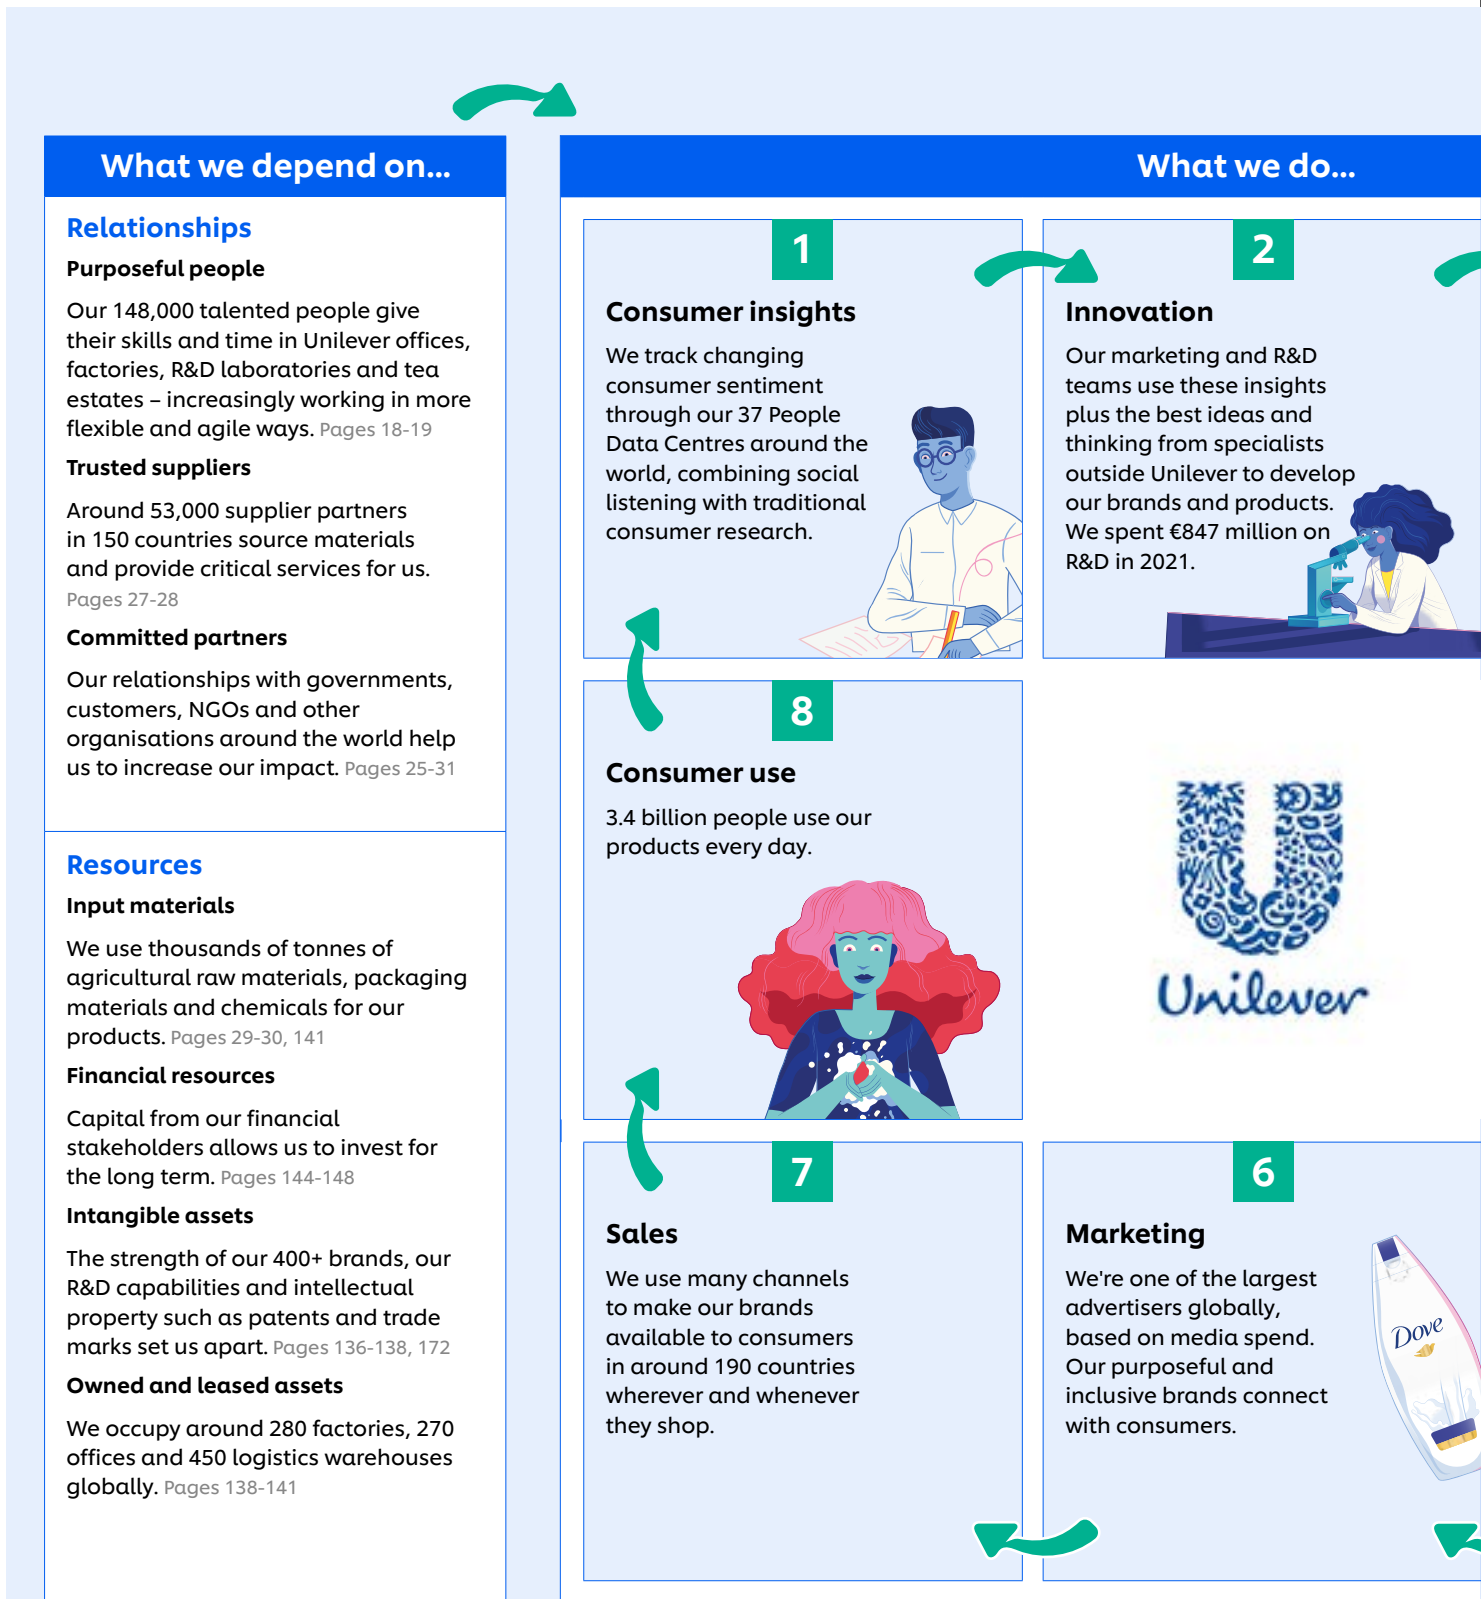 What we depend on...
Relationships
Purposeful people
Our 148,000 talented people give
their skills and time in Unilever offices,
factories, R&D laboratories and tea
estates – increasingly working in more
flexible and agile ways. Pages 18-19
Trusted suppliers
Around 53,000 supplier partners
in 150 countries source materials
and provide critical services for us.
Pages 27-28
Committed partners
Our relationships with governments,
customers, NGOs and other
organisations around the world help
us to increase our impact. Pages 25-31
Resources
Input materials
We use thousands of tonnes of
agricultural raw materials, packaging
materials and chemicals for our
products. Pages 29-30, 141
Financial resources
Capital from our financial
stakeholders allows us to invest for
the long term. Pages 144-148
Intangible assets
The strength of our 400+ brands, our
R&D capabilities and intellectual
property such as patents and trade
marks set us apart. Pages 136-138, 172
Owned and leased assets
We occupy around 280 factories, 270
offices and 450 logistics warehouses
globally. Pages 138-141
What we do...
1
Consumer insights
We track changing
consumer sentiment
through our 37 People
Data Centres around the
world, combining social
listening with traditional
consumer research.
2
Innovation
Our marketing and R&D
teams use these insights
plus the best ideas and
thinking from specialists
outside Unilever to develop
our brands and products.
We spent €847 million on
R&D in 2021.
8
Consumer use
3.4 billion people use our
products every day.
Unilever
7
Sales
We use many channels
to make our brands
available to consumers
in around 190 countries
wherever and whenever
they shop.
6
Marketing
We're one of the largest
advertisers globally,
based on media spend.
Our purposeful and
inclusive brands connect
with consumers.
Dove